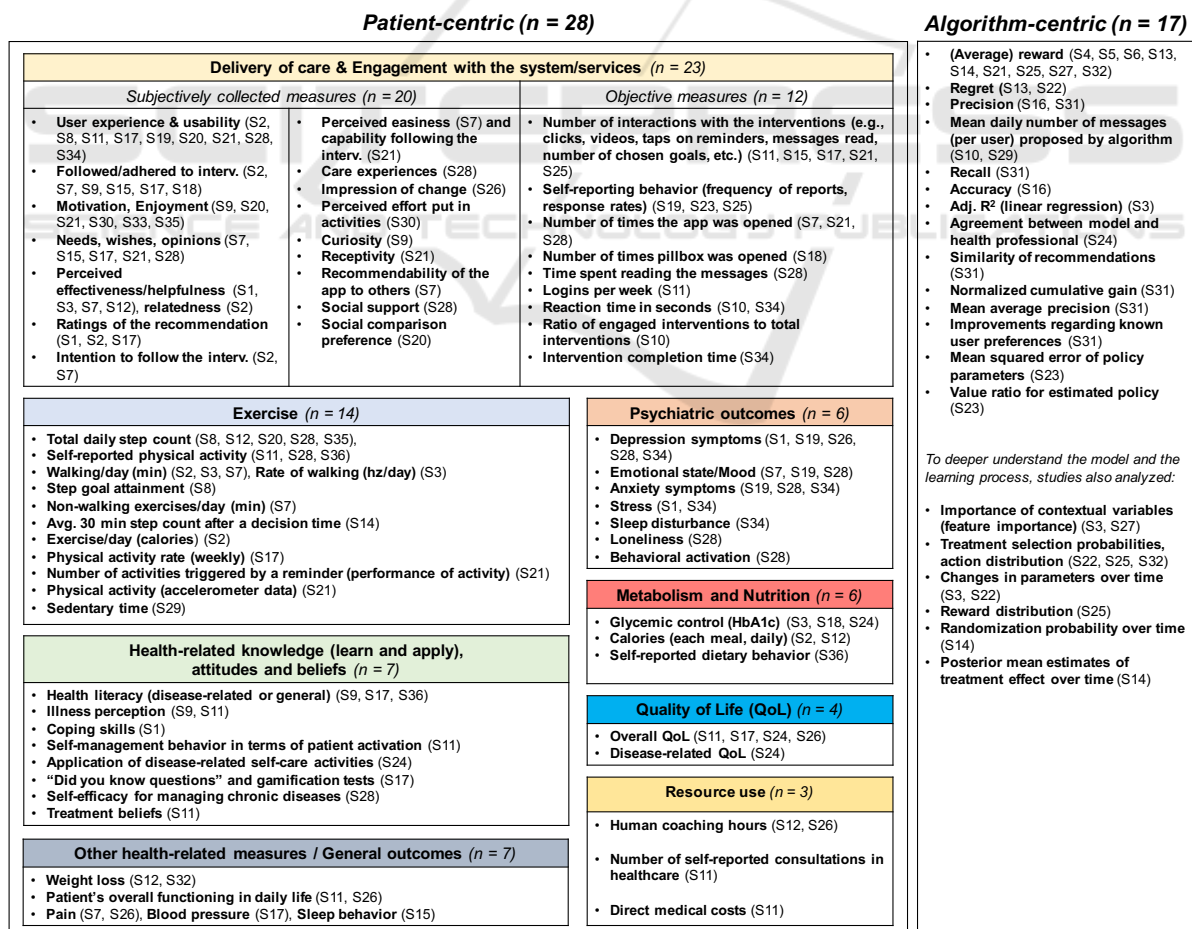 Patient-centric (n = 28)
Delivery of care & Engagement with the system/services (n = 23)
Subjectively collected measures (n = 20)
• User experience & usability (S2,
S8, S11, S17, S19, S20, S21, S28,
S34)
• Followed/adhered to interv. (S2,
S7, S9, S15, S17, S18)
• Motivation, Enjoyment (S9, S20,
S21, S30, S33, S35)
• Needs, wishes, opinions (S7,
S15, S17, S21, S28)
• Perceived
effectiveness/helpfulness (S1,
S3, S7, S12), relatedness (S2)
• Ratings of the recommendation
(S1, S2, S17)
• Intention to follow the interv. (S2,
S7)
• Perceived easiness (S7) and
capability following the
interv. (S21)
• Care experiences (S28)
• Impression of change (S26)
• Perceived effort put in
activities (S30)
• Curiosity (S9)
• Receptivity (S21)
• Recommendability of the
app to others (S7)
• Social support (S28)
• Social comparison
preference (S20)
Objective measures (n = 12)
• Number of interactions with the interventions (e.g.,
clicks, videos, taps on reminders, messages read,
number of chosen goals, etc.) (S11, S15, S17, S21,
S25)
• Self-reporting behavior (frequency of reports,
response rates) (S19, S23, S25)
• Number of times the app was opened (S7, S21,
S28)
• Number of times pillbox was opened (S18)
• Time spent reading the messages (S28)
• Logins per week (S11)
• Reaction time in seconds (S10, S34)
• Ratio of engaged interventions to total
interventions (S10)
• Intervention completion time (S34)
Exercise (n = 14)
• Total daily step count (S8, S12, S20, S28, S35),
• Self-reported physical activity (S11, S28, S36)
• Walking/day (min) (S2, S3, S7), Rate of walking (hz/day) (S3)
• Step goal attainment (S8)
• Non-walking exercises/day (min) (S7)
• Avg. 30 min step count after a decision time (S14)
• Exercise/day (calories) (S2)
• Physical activity rate (weekly) (S17)
• Number of activities triggered by a reminder (performance of activity) (S21)
• Physical activity (accelerometer data) (S21)
• Sedentary time (S29)
Health-related knowledge (learn and apply),
attitudes and beliefs (n = 7)
• Health literacy (disease-related or general) (S9, S17, S36)
• Illness perception (S9, S11)
• Coping skills (S1)
• Self-management behavior in terms of patient activation (S11)
• Application of disease-related self-care activities (S24)
• “Did you know questions” and gamification tests (S17)
• Self-efficacy for managing chronic diseases (S28)
• Treatment beliefs (S11)
Other health-related measures / General outcomes (n = 7)
• Weight loss (S12, S32)
• Patient’s overall functioning in daily life (S11, S26)
• Pain (S7, S26), Blood pressure (S17), Sleep behavior (S15)
Psychiatric outcomes (n = 6)
• Depression symptoms (S1, S19, S26,
S28, S34)
• Emotional state/Mood (S7, S19, S28)
• Anxiety symptoms (S19, S28, S34)
• Stress (S1, S34)
• Sleep disturbance (S34)
• Loneliness (S28)
• Behavioral activation (S28)
Metabolism and Nutrition (n = 6)
• Glycemic control (HbA1c) (S3, S18, S24)
• Calories (each meal, daily) (S2, S12)
• Self-reported dietary behavior (S36)
Quality of Life (QoL) (n = 4)
• Overall QoL (S11, S17, S24, S26)
• Disease-related QoL (S24)
Resource use (n = 3)
• Human coaching hours (S12, S26)
• Number of self-reported consultations in
healthcare (S11)
• Direct medical costs (S11)
Algorithm-centric (n = 17)
• (Average) reward (S4, S5, S6, S13,
S14, S21, S25, S27, S32)
• Regret (S13, S22)
• Precision (S16, S31)
• Mean daily number of messages
(per user) proposed by algorithm
(S10, S29)
• Recall (S31)
• Accuracy (S16)
• Adj. R² (linear regression) (S3)
• Agreement between model and
health professional (S24)
• Similarity of recommendations
(S31)
• Normalized cumulative gain (S31)
• Mean average precision (S31)
• Improvements regarding known
user preferences (S31)
• Mean squared error of policy
parameters (S23)
• Value ratio for estimated policy
(S23)
To deeper understand the model and the
learning process, studies also analyzed:
• Importance of contextual variables
(feature importance) (S3, S27)
• Treatment selection probabilities,
action distribution (S22, S25, S32)
• Changes in parameters over time
(S3, S22)
• Reward distribution (S25)
• Randomization probability over time
(S14)
• Posterior mean estimates of
treatment effect over time (S14)